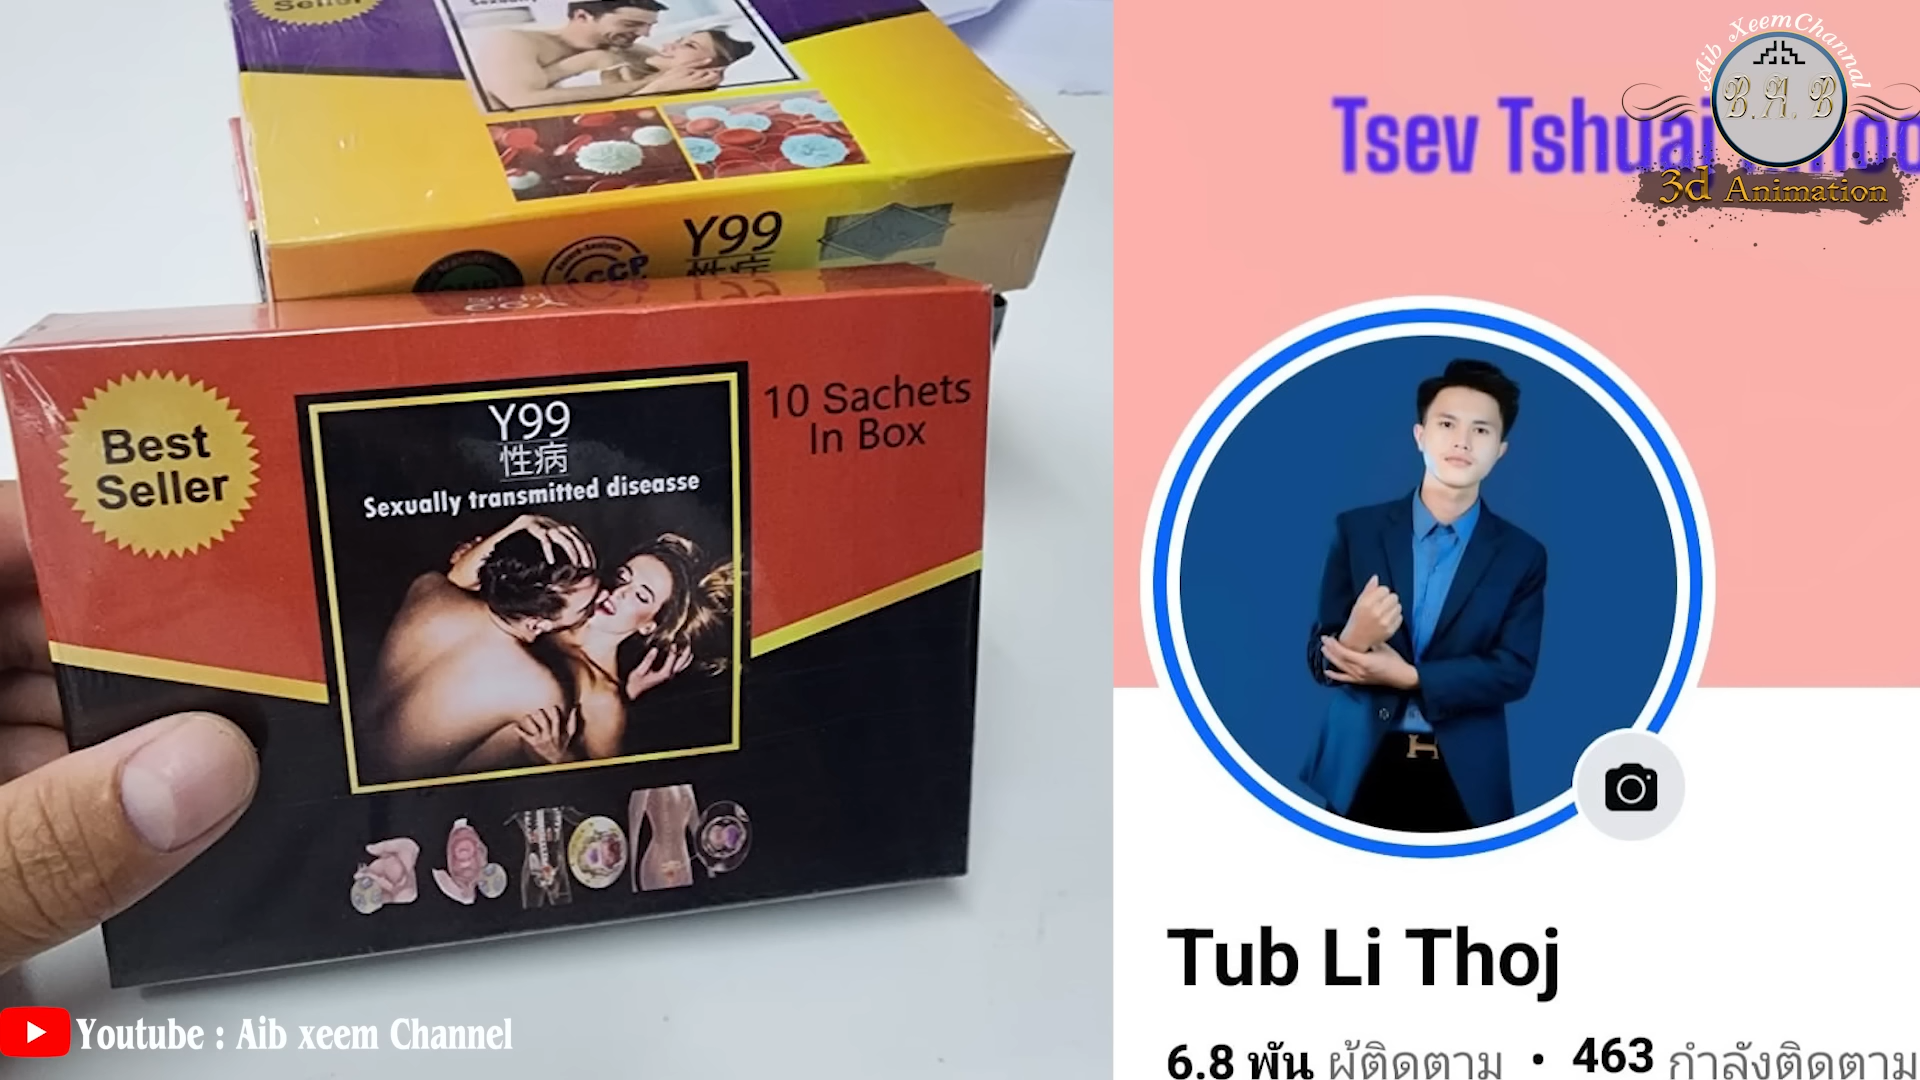 Seller
Y99
Best
Seller
10 Sachets
In Box
Y99
性病
Sexually transmitted diseasse
Youtube : Aib xeem Channel
Aib XeemChannal
B.A.B
3d Animation
Tsev Tshuaj
Tub Li Thoj
6.8 พัน ผู้ติดตาม • 463 กำลังติดตาม